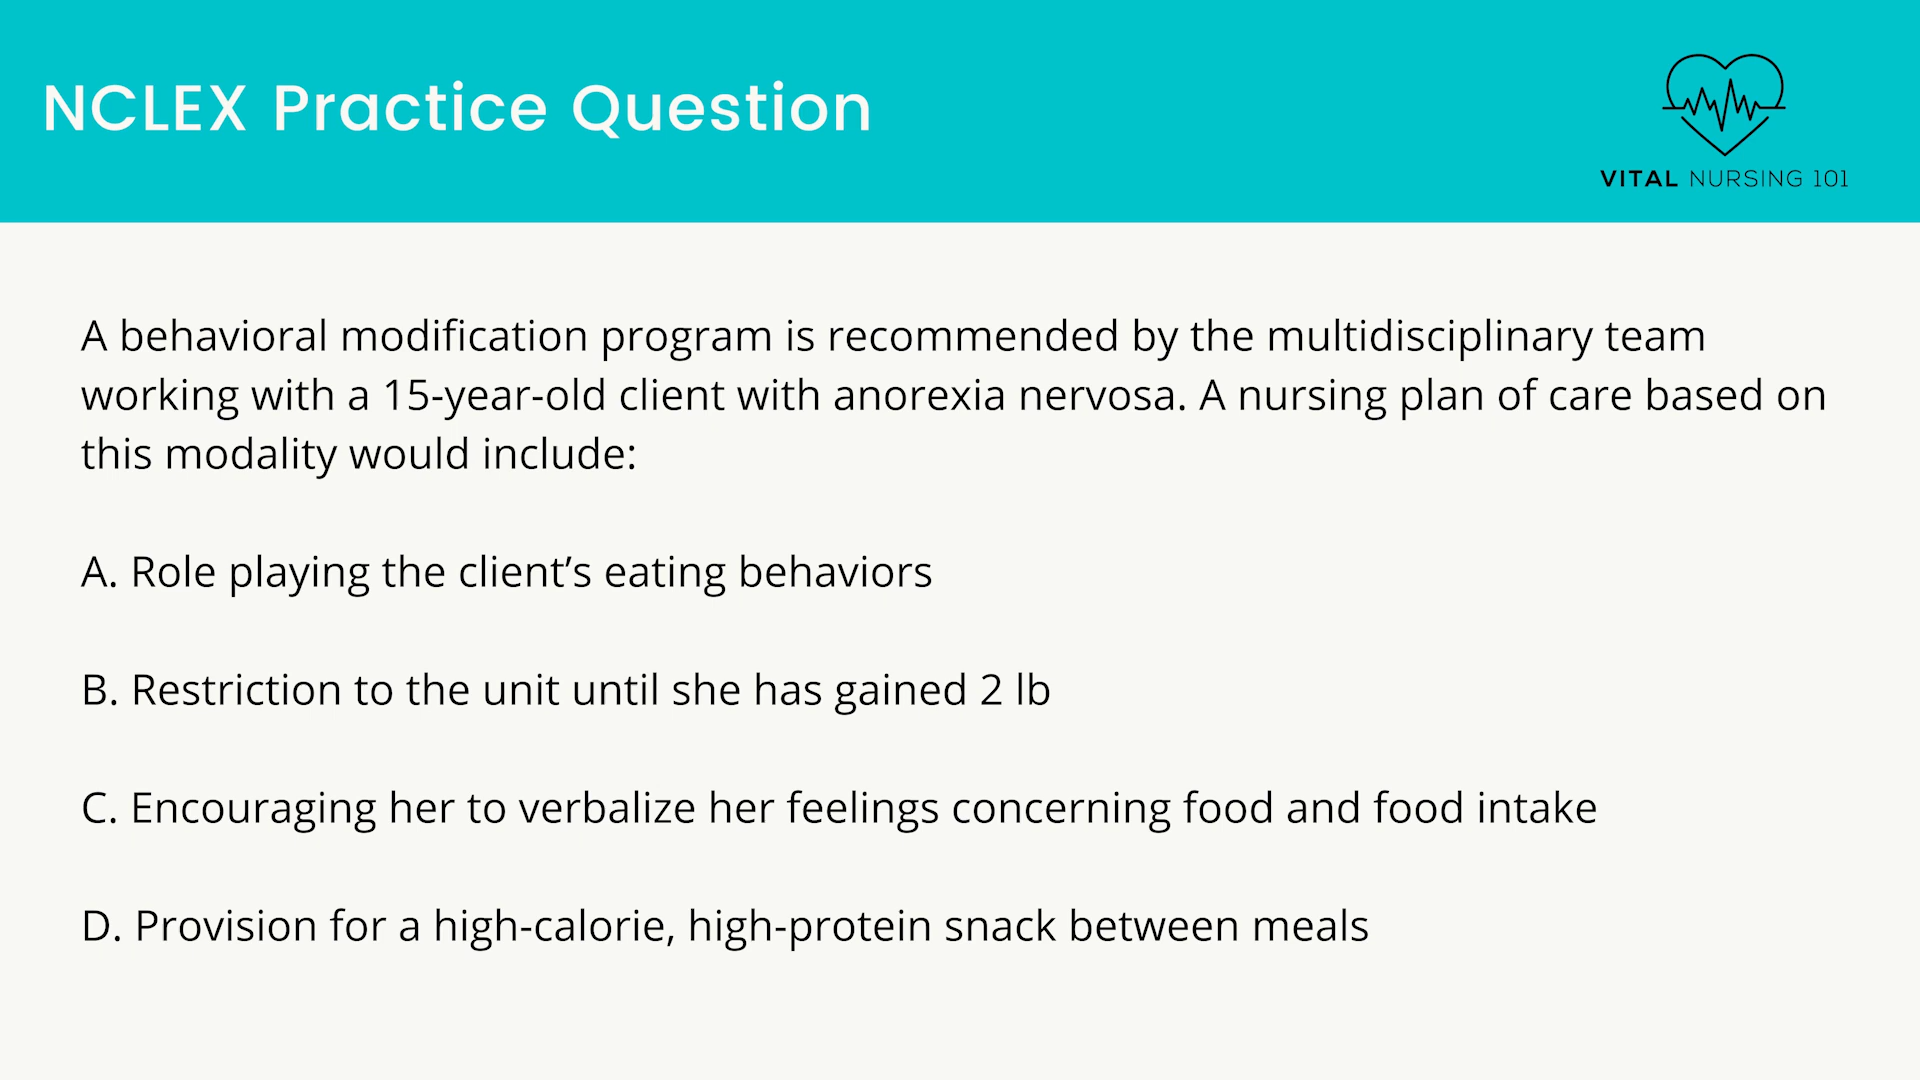 NCLEX Practice Question
VITAL NURSING 101
A behavioral modification program is recommended by the multidisciplinary team
working with a 15-year-old client with anorexia nervosa. A nursing plan of care based on
this modality would include:
A. Role playing the client’s eating behaviors
B. Restriction to the unit until she has gained 2 lb
C. Encouraging her to verbalize her feelings concerning food and food intake
D. Provision for a high-calorie, high-protein snack between meals